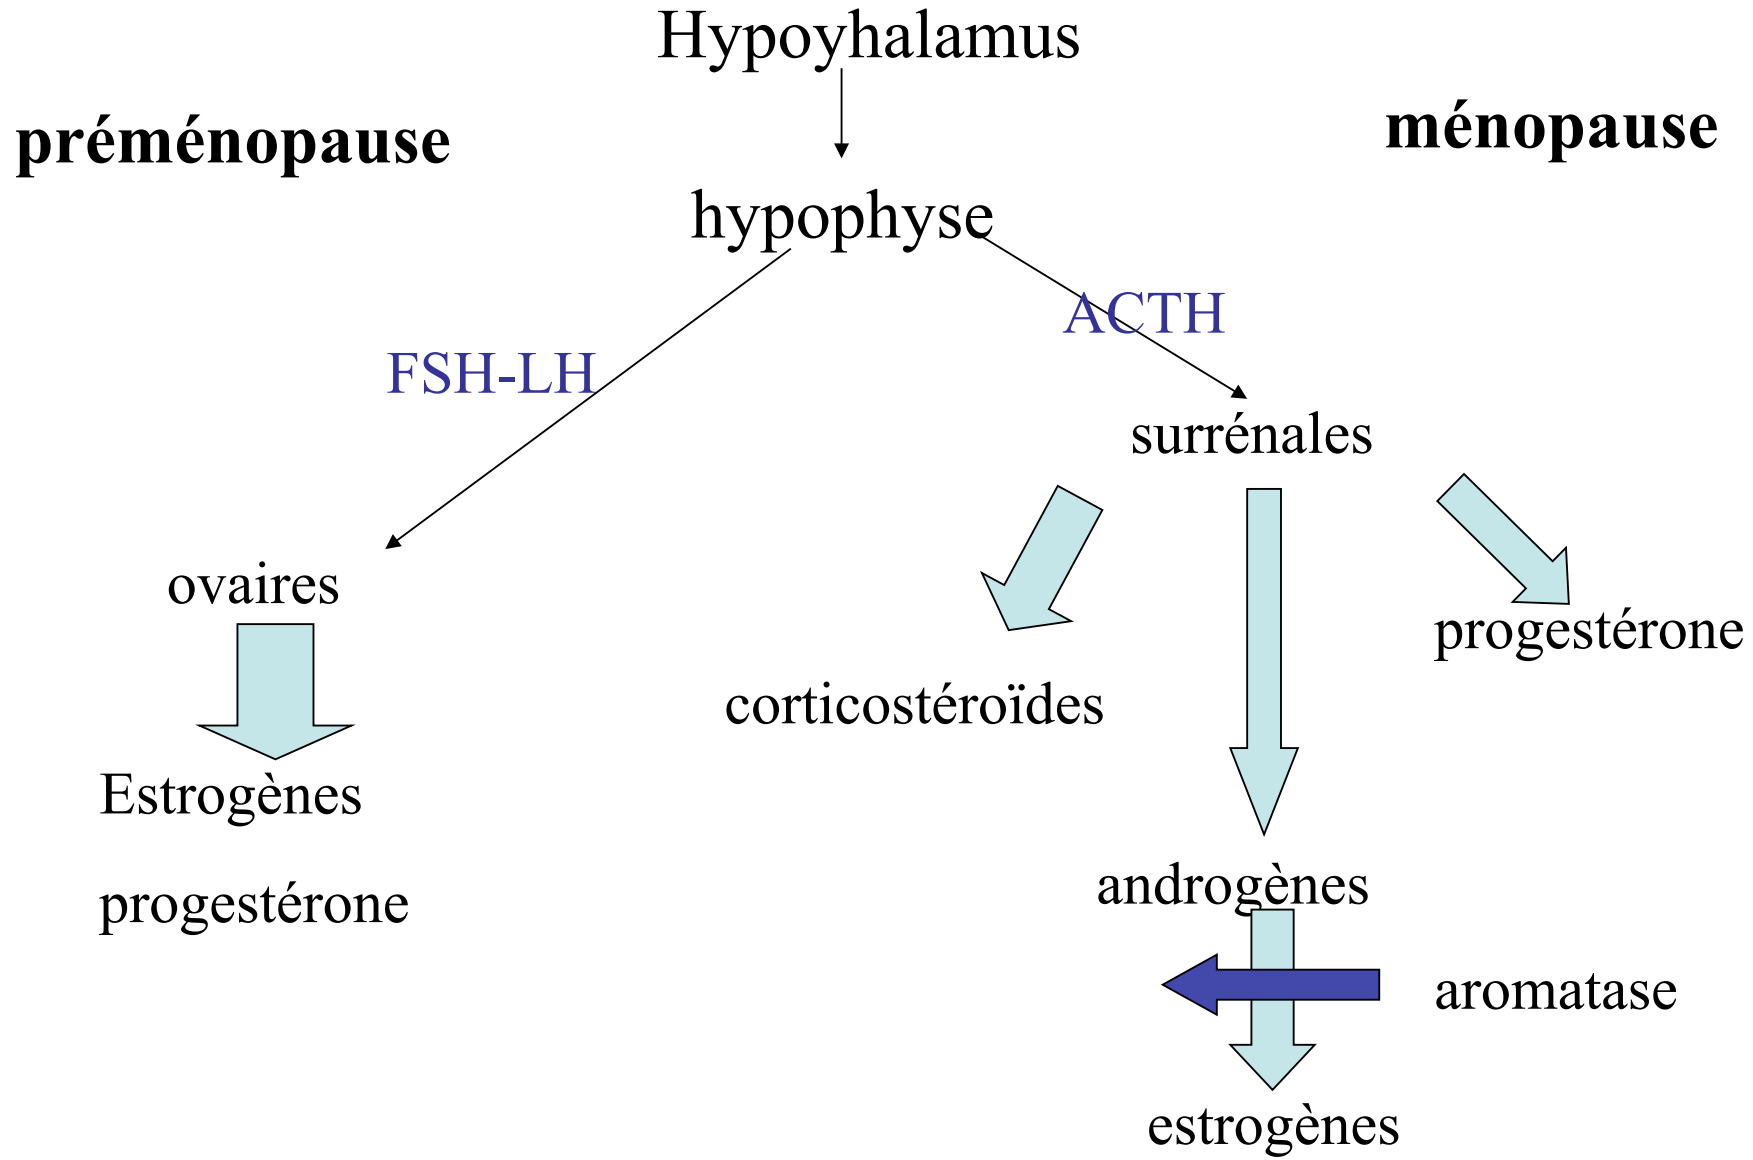 Hypoyhalamus
préménopause
ménopause
hypophyse
ACTH
FSH-LH
surrénales
ovaires
progestérone
corticostéroïdes
Estrogènes
progestérone
androgènes
aromatase
estrogènes